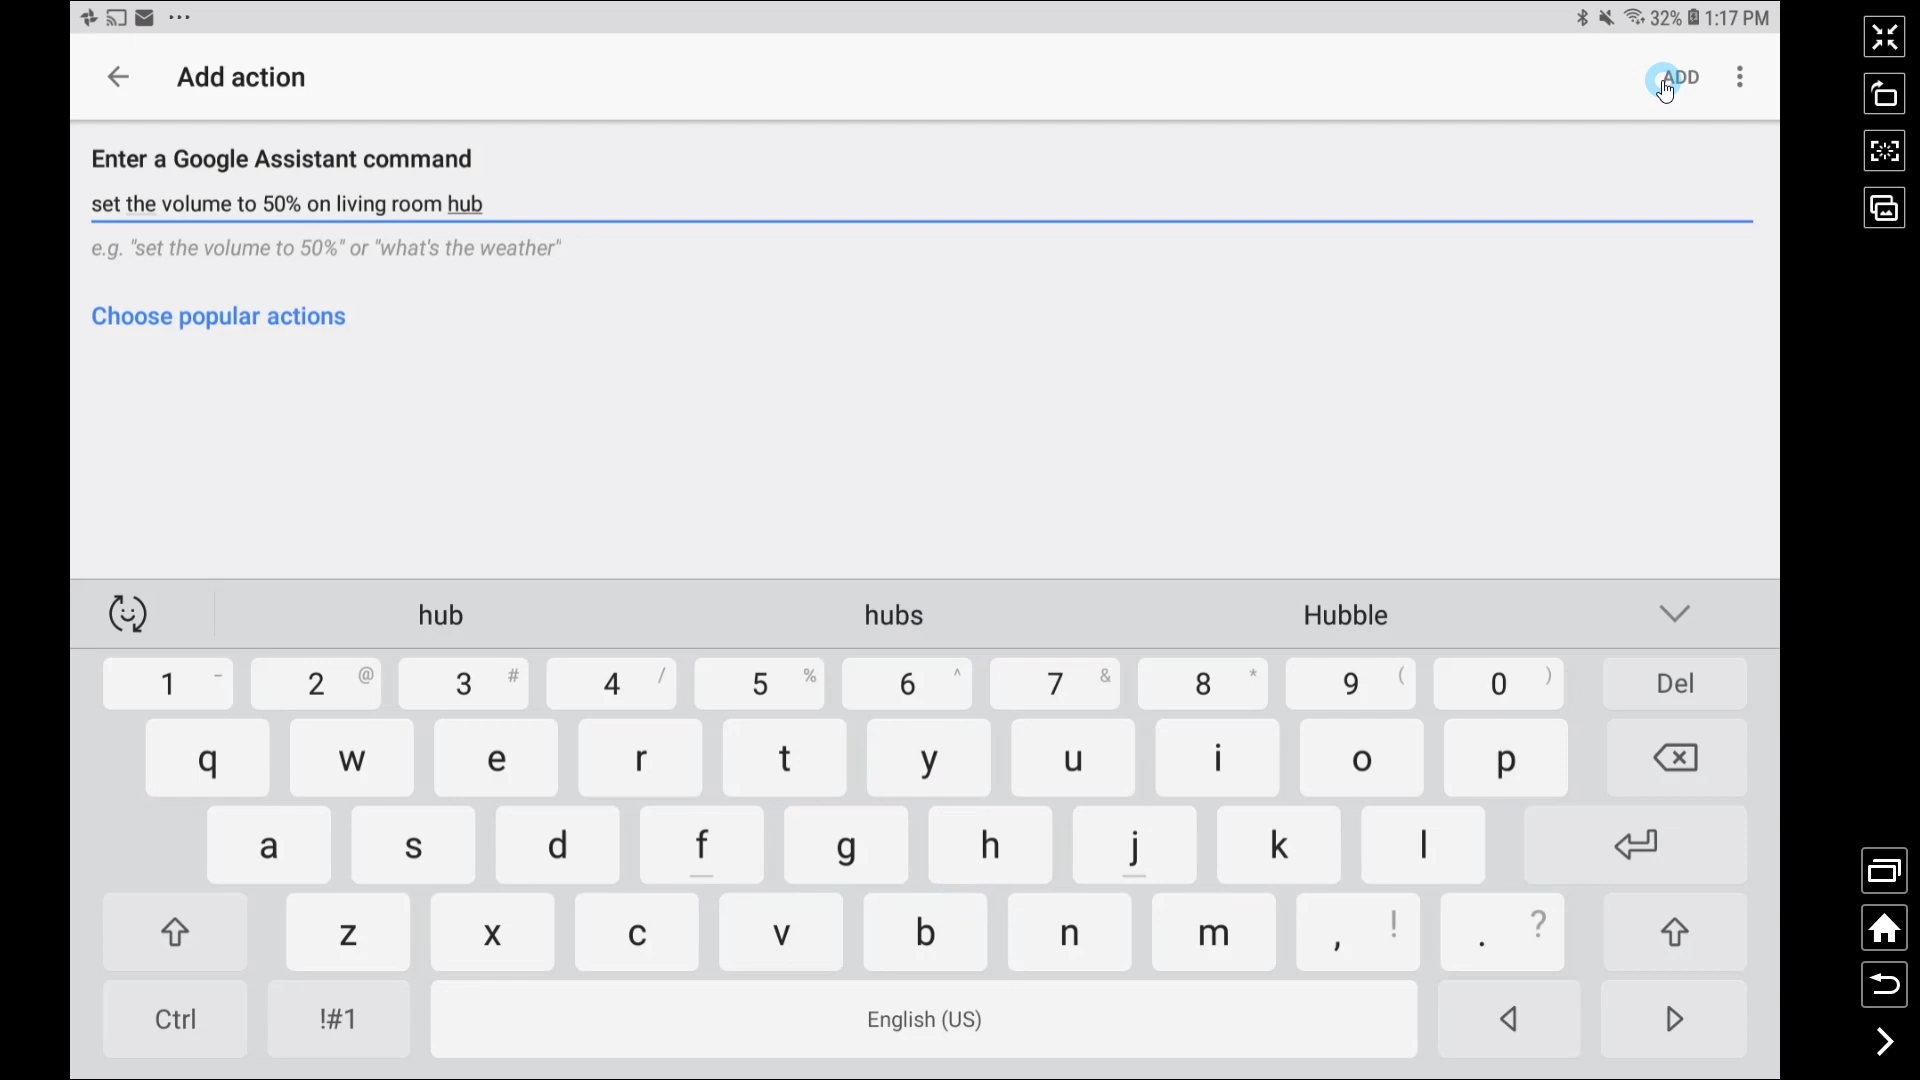 32% 1:17 PM
Add action
ADD
Enter a Google Assistant command
set the volume to 50% on living room hub
e.g. "set the volume to 50%" or "what's the weather"
Choose popular actions
hub hubs Hubble
1 - 2 @ 3 # 4 / 5 % 6 ^ 7 & 8 * 9 ( 0 ) Del
q w e r t y u i o p
a s d f g h j k l
z x c v b n m , ! . ?
Ctrl !#1 English (US)